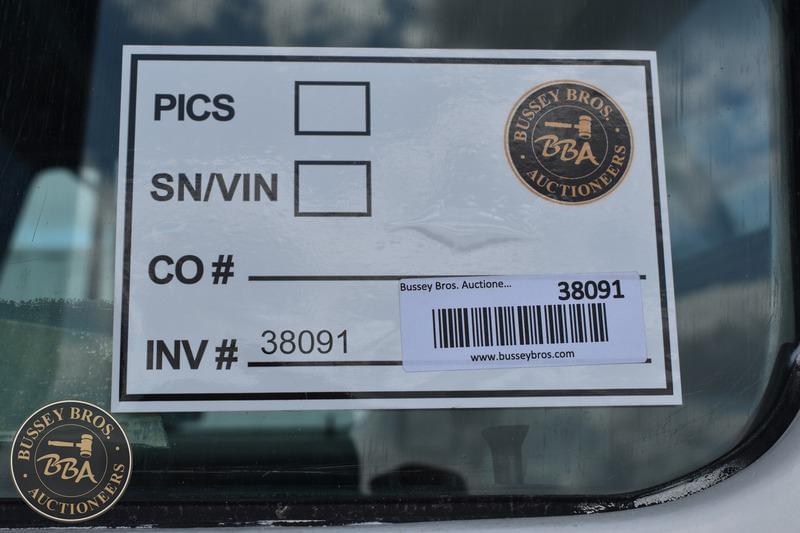 PICS
BUSSEY BROS.
BBA
AUCTIONEERS
SN/VIN
CO #
Bussey Bros. Auctione... 38091
www.busseybros.com
INV # 38091
BUSSEY BROS.
BBA
AUCTIONEERS